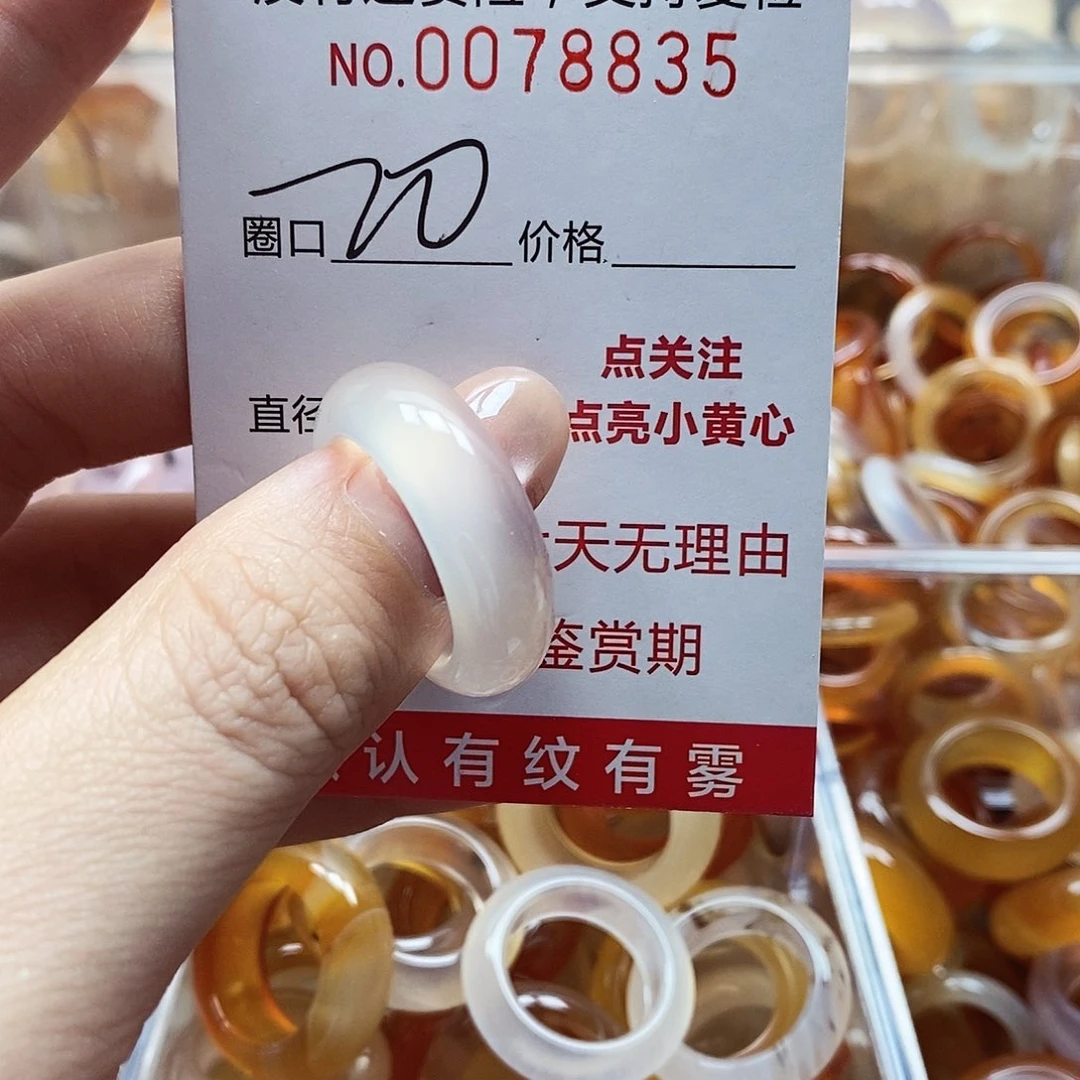 NO.0078835
圈口 20 价格
点关注
直径
点亮小黄心
天无理由
鉴赏期
认有纹有雾